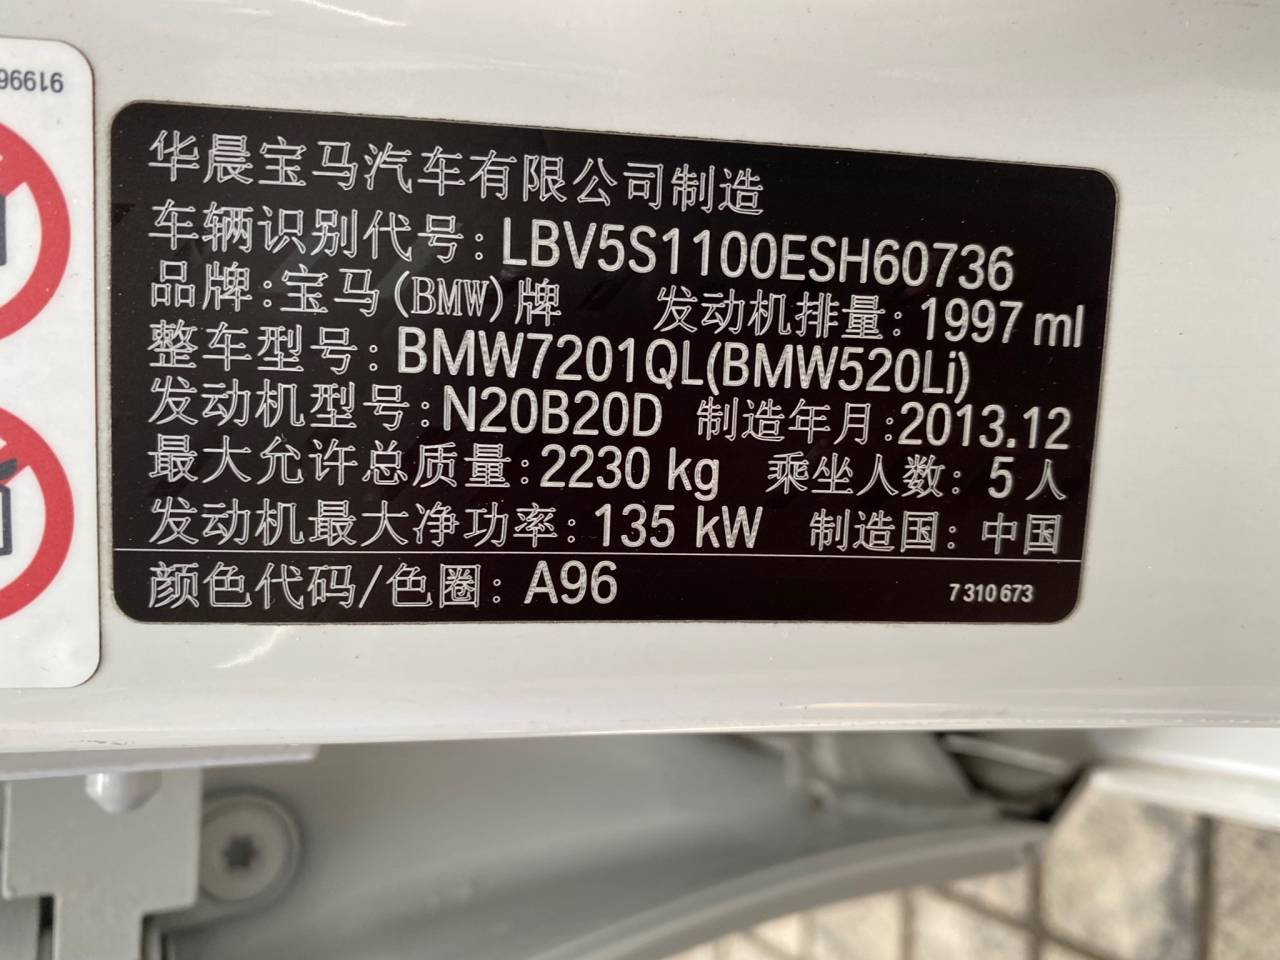 91996
华晨宝马汽车有限公司制造
车辆识别代号: LBV5S1100ESH60736
品牌:宝马(BMW)牌 发动机排量: 1997 ml
整车型号: BMW7201QL(BMW520Li)
发动机型号: N20B20D 制造年月:2013.12
最大允许总质量:2230 kg 乘坐人数: 5人
发动机最大净功率: 135 kW 制造国: 中国
颜色代码/色圈: A96
7 310 673